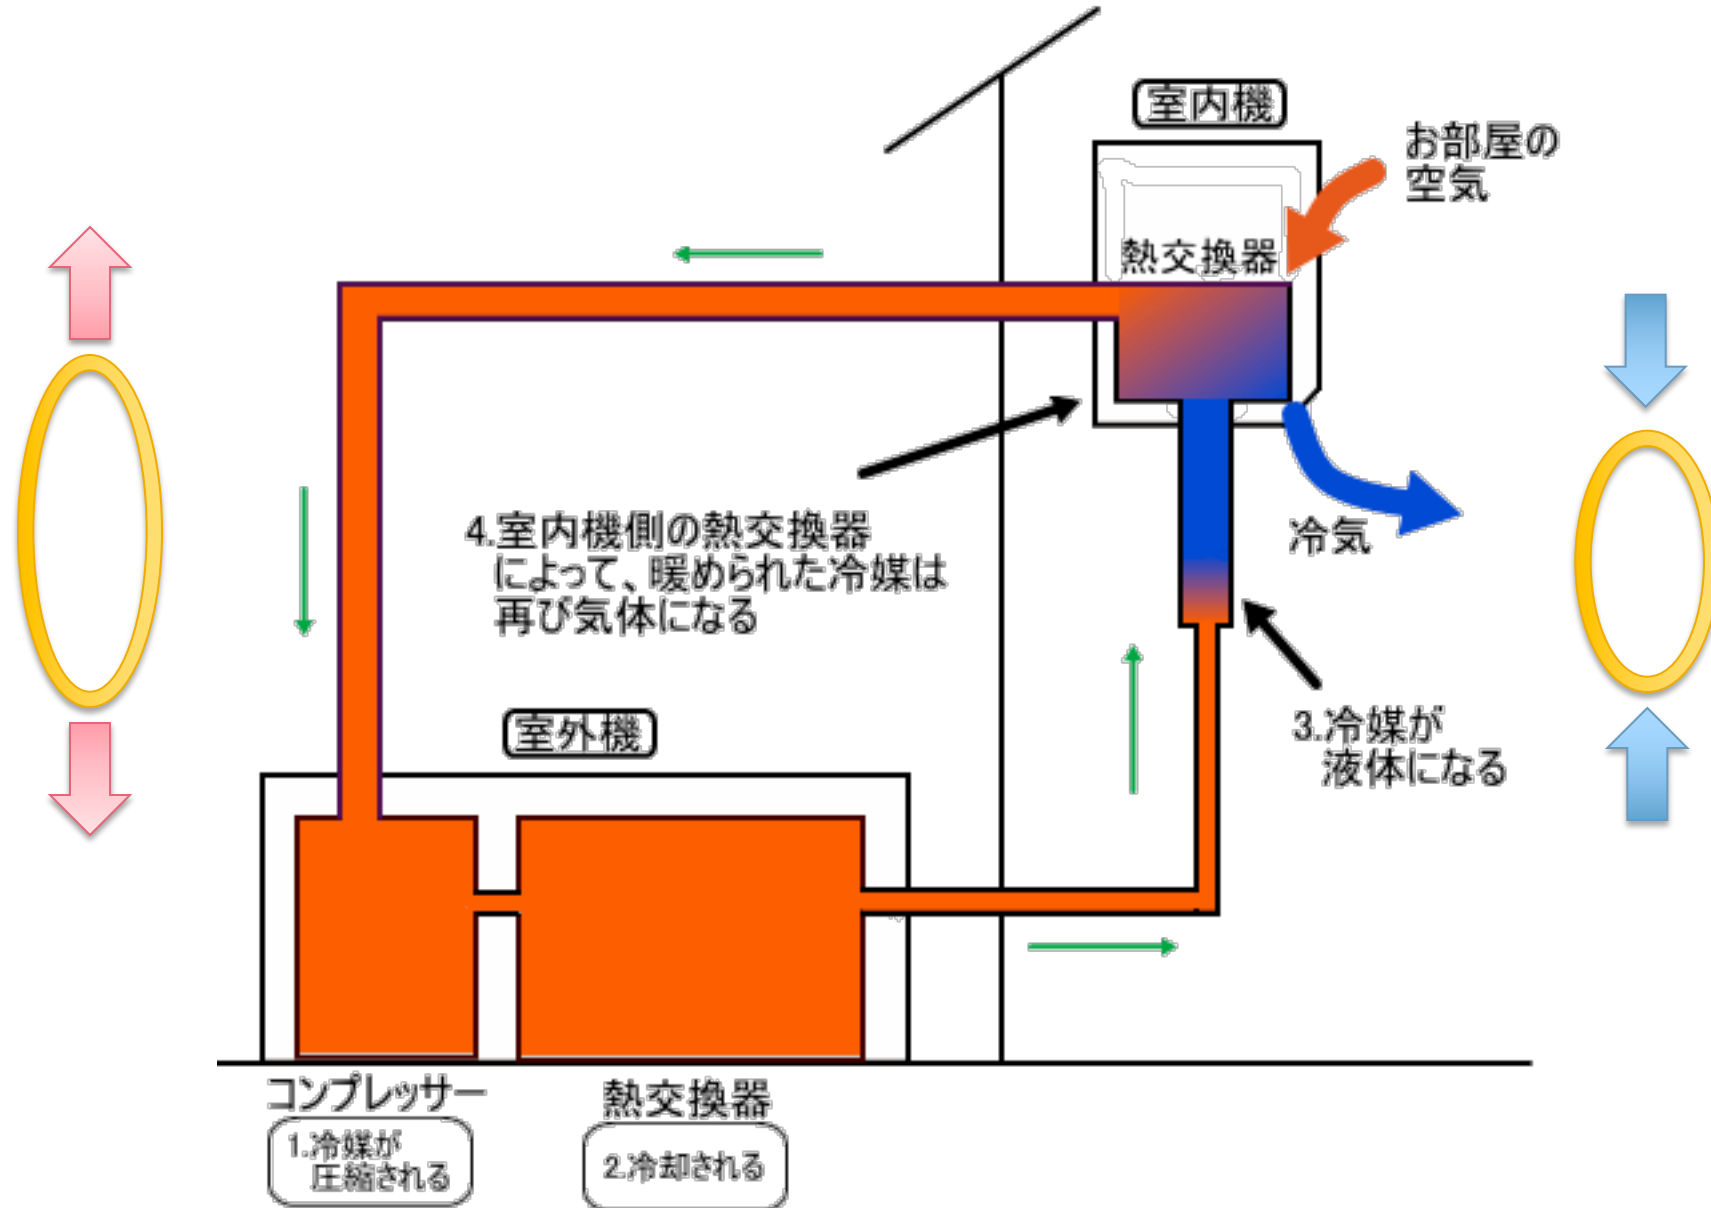 室内機
お部屋の
空気
熱交換器
4.室内機側の熱交換器
によって、暖められた冷媒は
再び気体になる
冷気
3.冷媒が
液体になる
室外機
コンプレッサー
1.冷媒が
圧縮される
熱交換器
2.冷却される